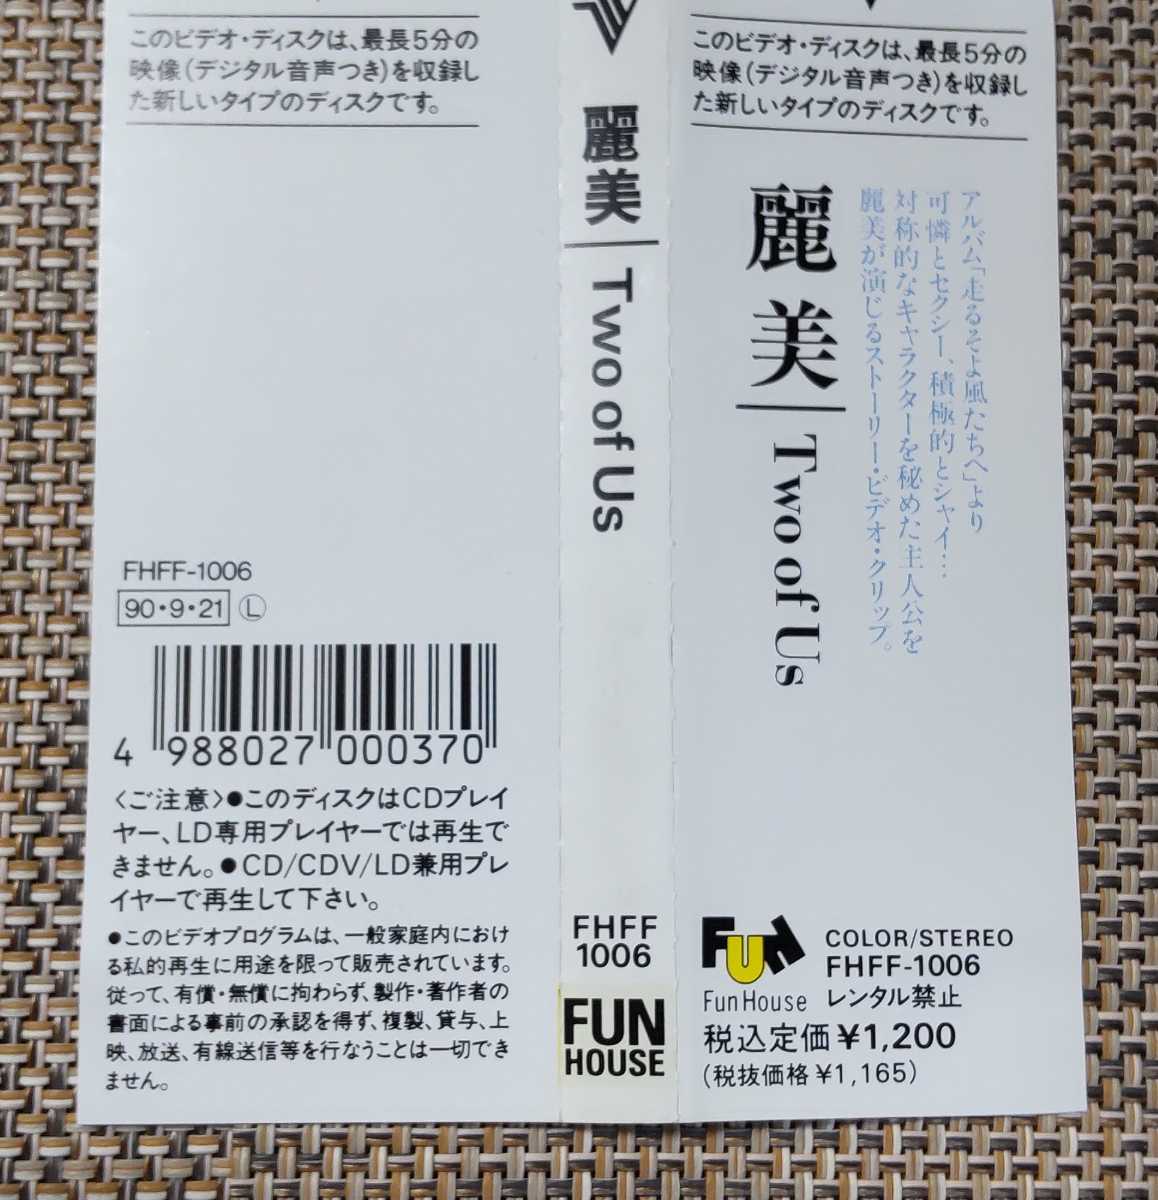 このビデオ・ディスクは、最長5分の
映像(デジタル音声つき)を収録し
た新しいタイプのディスクです。
FHFF-1006
90・9・21 Ⓛ
4 988027 000370
〈ご注意〉●このディスクはCDプレイ
ヤー、LD専用プレイヤーでは再生で
きません。●CD/CDV/LD兼用プレ
イヤーで再生して下さい。
●このビデオプログラムは、一般家庭内におけ
る私的再生に用途を限って販売されています。
従って、有償・無償に拘わらず、製作・著作者の
書面による事前の承認を得ず、複製、貸与、上
映、放送、有線送信等を行なうことは一切でき
ません。
麗美 Two of Us
FHFF
1006
FUN
HOUSE
このビデオ・ディスクは、最長5分の
映像(デジタル音声つき)を収録し
た新しいタイプのディスクです。
アルバム「走るそよ風たちへ」より
可憐とセクシー、積極的とシャイ…
対称的なキャラクターを秘めた主人公を
麗美が演じるストーリー・ビデオ・クリップ。
麗美 Two of Us
FUN
Fun House
COLOR/STEREO
FHFF-1006
レンタル禁止
税込定価¥1,200
(税抜価格¥1,165)